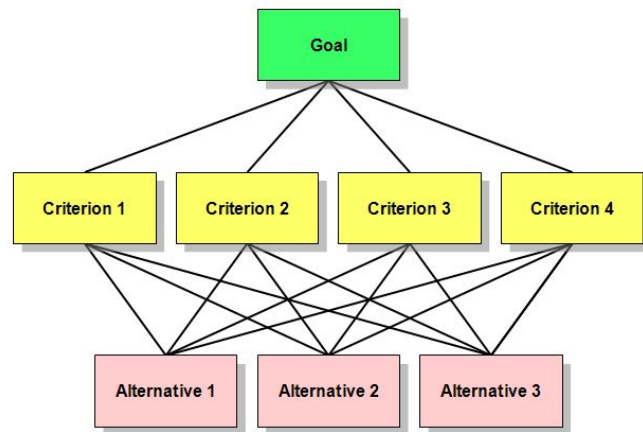 Goal
Criterion 1
Criterion 2
Criterion 3
Criterion 4
Alternative 1
Alternative 2
Alternative 3